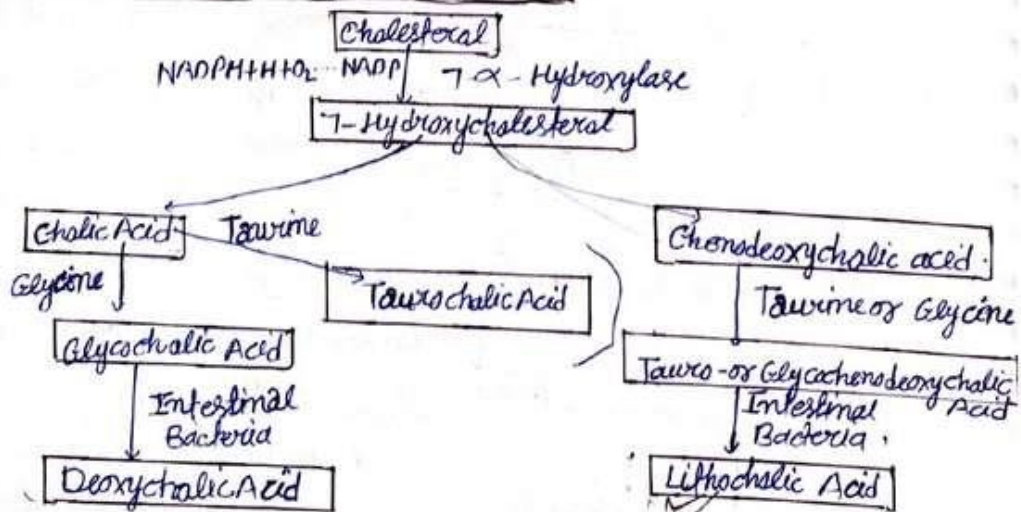 Cholesteral
NADPH+H+O₂ NADP 7 α - Hydroxylase
7-Hydroxycholesteral
Cholic Acid Taurine
Chenodeoxycholic acid.
Glycine
Taurocholic Acid
Taurine or Glycine
Glycocholic Acid
Tauro-or Glycochenodeoxycholic Acid
Intestinal
Bacteria
Intestinal
Bacteria.
Deoxycholic Acid
Lithocholic Acid